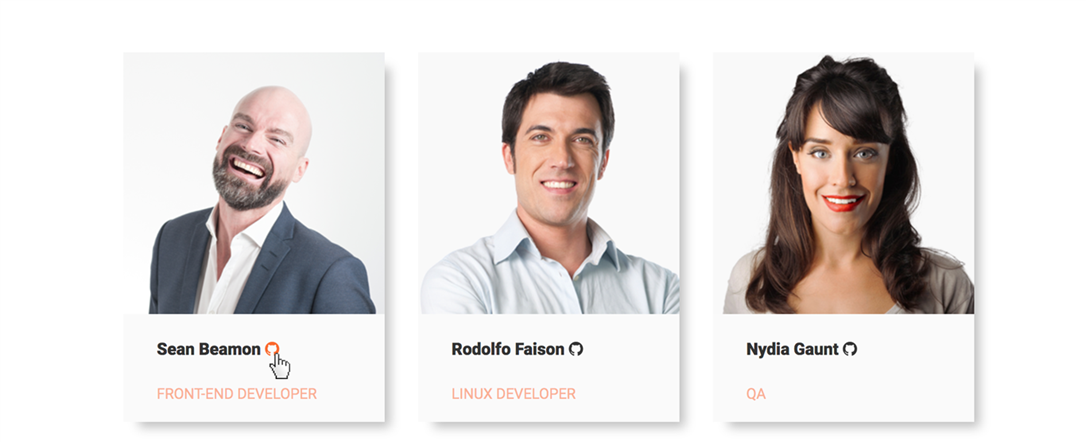 Sean Beamon
FRONT-END DEVELOPER
Rodolfo Faison
LINUX DEVELOPER
Nydia Gaunt
QA